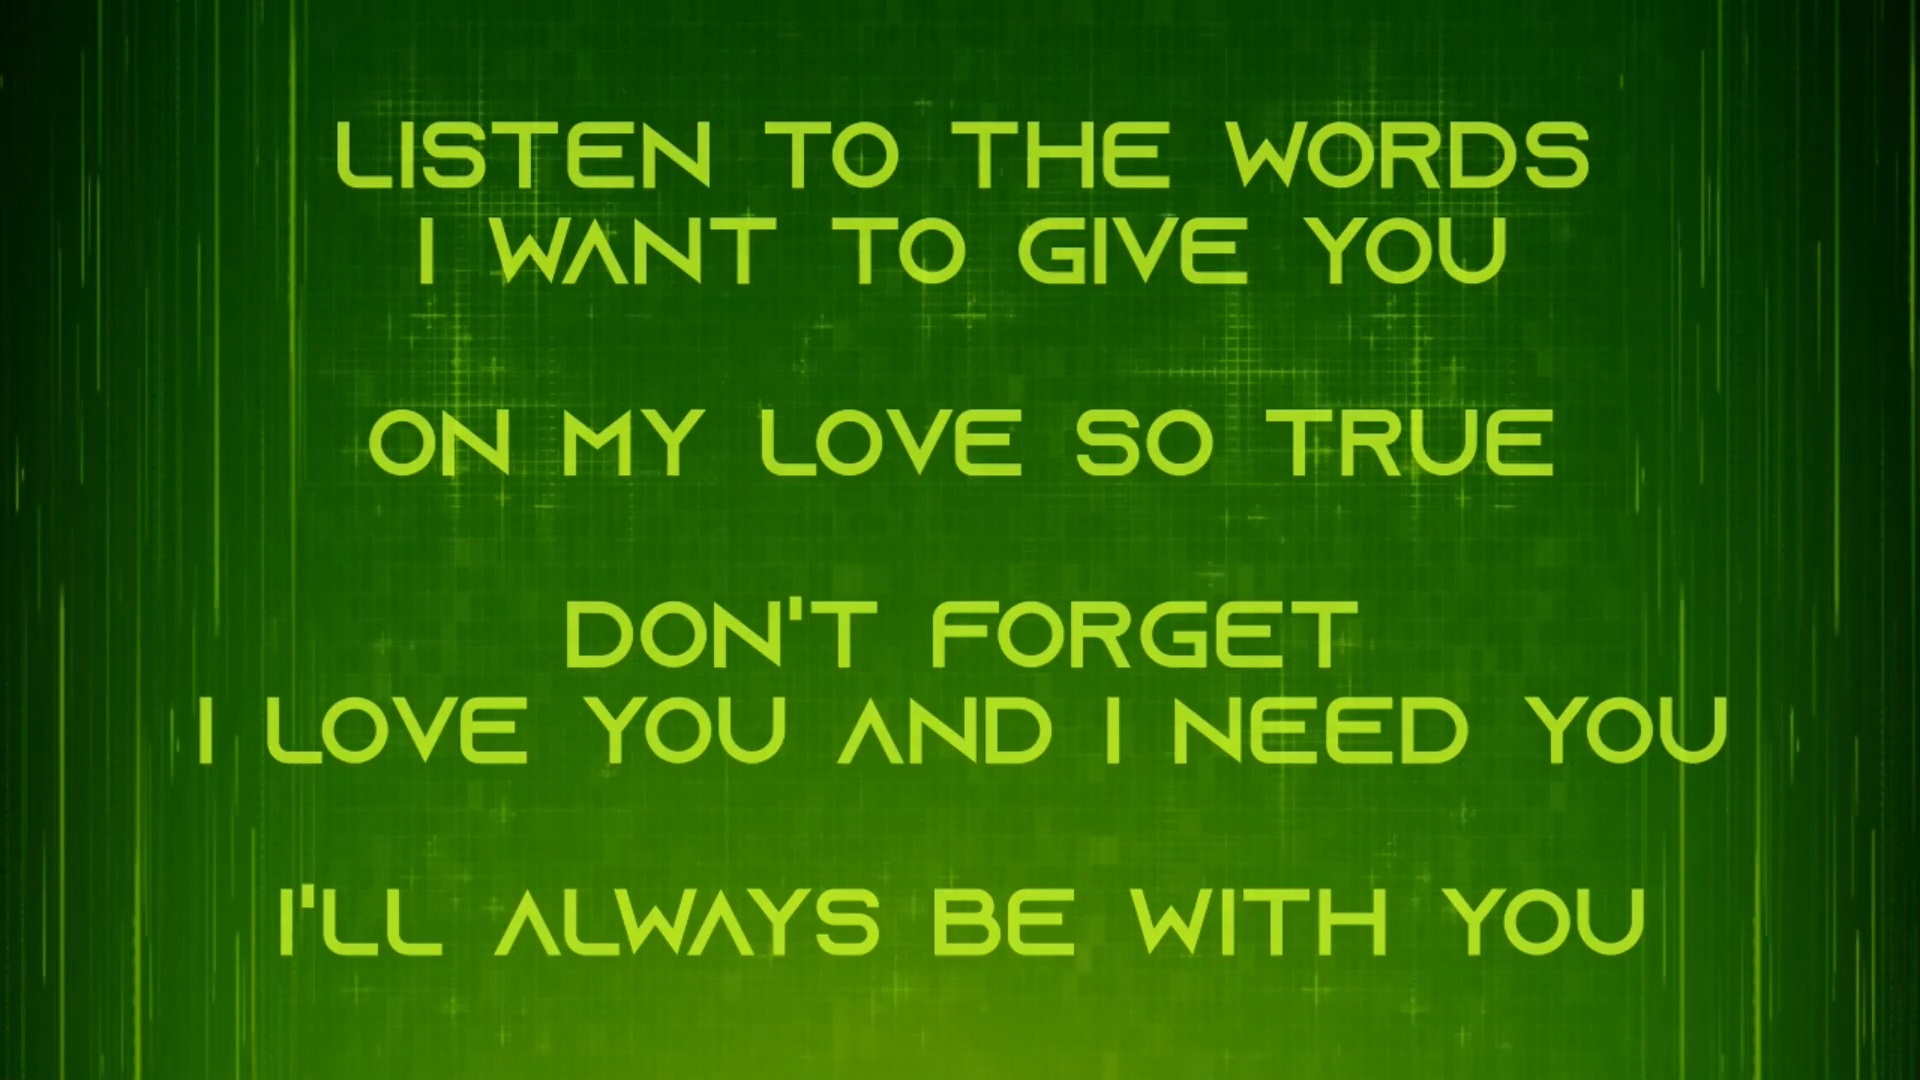 LISTEN TO THE WORDS
I WANT TO GIVE YOU
ON MY LOVE SO TRUE
DON'T FORGET
I LOVE YOU AND I NEED YOU
I'LL ALWAYS BE WITH YOU